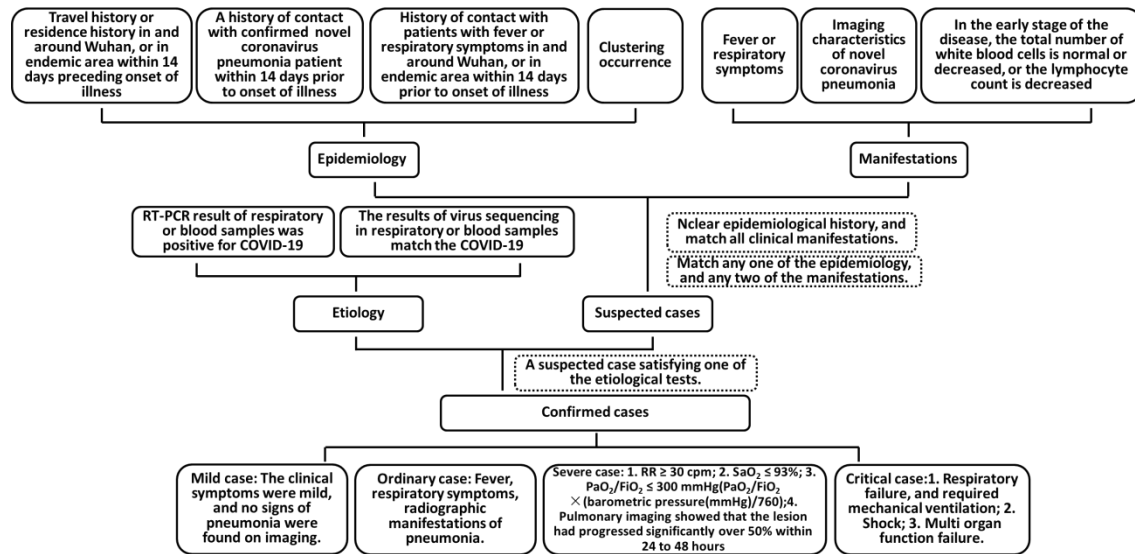 Travel history or
residence history in and
around Wuhan, or in
endemic area within 14
days preceding onset of
illness
A history of contact
with confirmed novel
coronavirus
pneumonia patient
within 14 days prior
to onset of illness
History of contact with
patients with fever or
respiratory symptoms in and
around Wuhan, or in
endemic area within 14 days
prior to onset of illness
Clustering
occurrence
Fever or
respiratory
symptoms
Imaging
characteristics
of novel
coronavirus
pneumonia
In the early stage of the
disease, the total number of
white blood cells is normal or
decreased, or the lymphocyte
count is decreased
Epidemiology
Manifestations
RT-PCR result of respiratory
or blood samples was
positive for COVID-19
The results of virus sequencing
in respiratory or blood samples
match the COVID-19
Nclear epidemiological history, and
match all clinical manifestations.
Match any one of the epidemiology,
and any two of the manifestations.
Etiology
Suspected cases
A suspected case satisfying one of
the etiological tests.
Confirmed cases
Mild case: The clinical
symptoms were mild,
and no signs of
pneumonia were
found on imaging.
Ordinary case: Fever,
respiratory symptoms,
radiographic
manifestations of
pneumonia.
Severe case: 1. RR ≥ 30 cpm; 2. SaO₂ ≤ 93%; 3.
PaO₂/FiO₂ ≤ 300 mmHg(PaO₂/FiO₂
×(barometric pressure(mmHg)/760);4.
Pulmonary imaging showed that the lesion
had progressed significantly over 50% within
24 to 48 hours
Critical case:1. Respiratory
failure, and required
mechanical ventilation; 2.
Shock; 3. Multi organ
function failure.